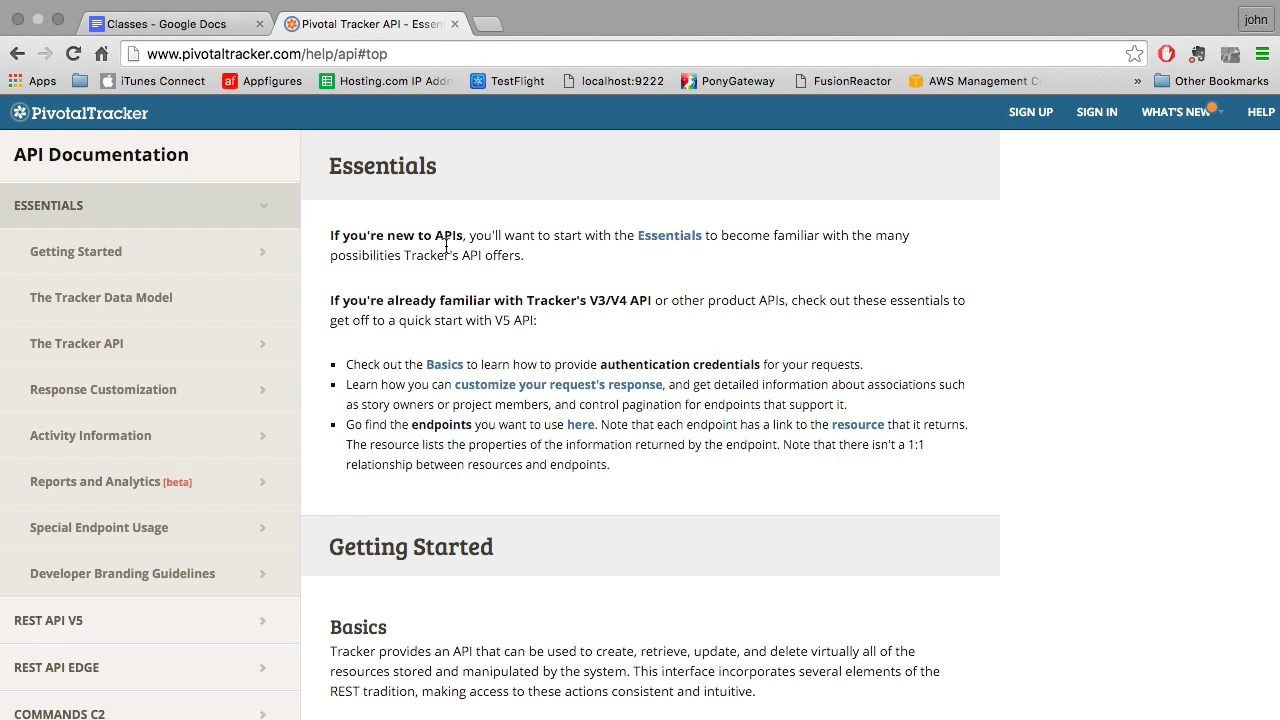 Classes - Google Docs
Pivotal Tracker API - Essen
john
www.pivotaltracker.com/help/api#top
Apps
iTunes Connect
af Appfigures
Hosting.com IP Addr
TestFlight
localhost:9222
PonyGateway
FusionReactor
AWS Management Co
»
Other Bookmarks
PivotalTracker
SIGN UP
SIGN IN
WHAT'S NEW
HELP
API Documentation
ESSENTIALS
Getting Started
The Tracker Data Model
The Tracker API
Response Customization
Activity Information
Reports and Analytics [beta]
Special Endpoint Usage
Developer Branding Guidelines
REST API V5
REST API EDGE
COMMANDS C2
Essentials
If you're new to APIs, you'll want to start with the Essentials to become familiar with the many
possibilities Tracker's API offers.
If you're already familiar with Tracker's V3/V4 API or other product APIs, check out these essentials to
get off to a quick start with V5 API:
Check out the Basics to learn how to provide authentication credentials for your requests.
Learn how you can customize your request's response, and get detailed information about associations such
as story owners or project members, and control pagination for endpoints that support it.
Go find the endpoints you want to use here. Note that each endpoint has a link to the resource that it returns.
The resource lists the properties of the information returned by the endpoint. Note that there isn't a 1:1
relationship between resources and endpoints.
Getting Started
Basics
Tracker provides an API that can be used to create, retrieve, update, and delete virtually all of the
resources stored and manipulated by the system. This interface incorporates several elements of the
REST tradition, making access to these actions consistent and intuitive.